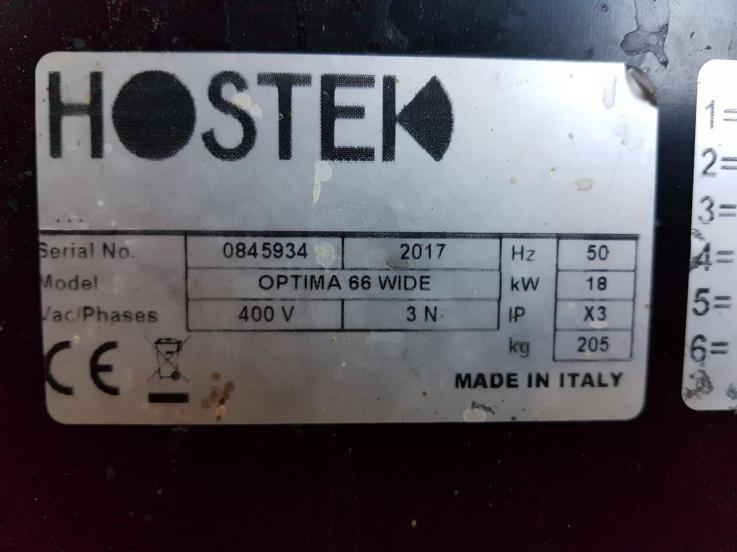 HOSTEK
...
Serial No. 0845934 2017 Hz 50
Model OPTIMA 66 WIDE kW 18
Vac/Phases 400 V 3 N IP X3
kg 205
CE MADE IN ITALY
1=
2=
3=
4=
5=
6=